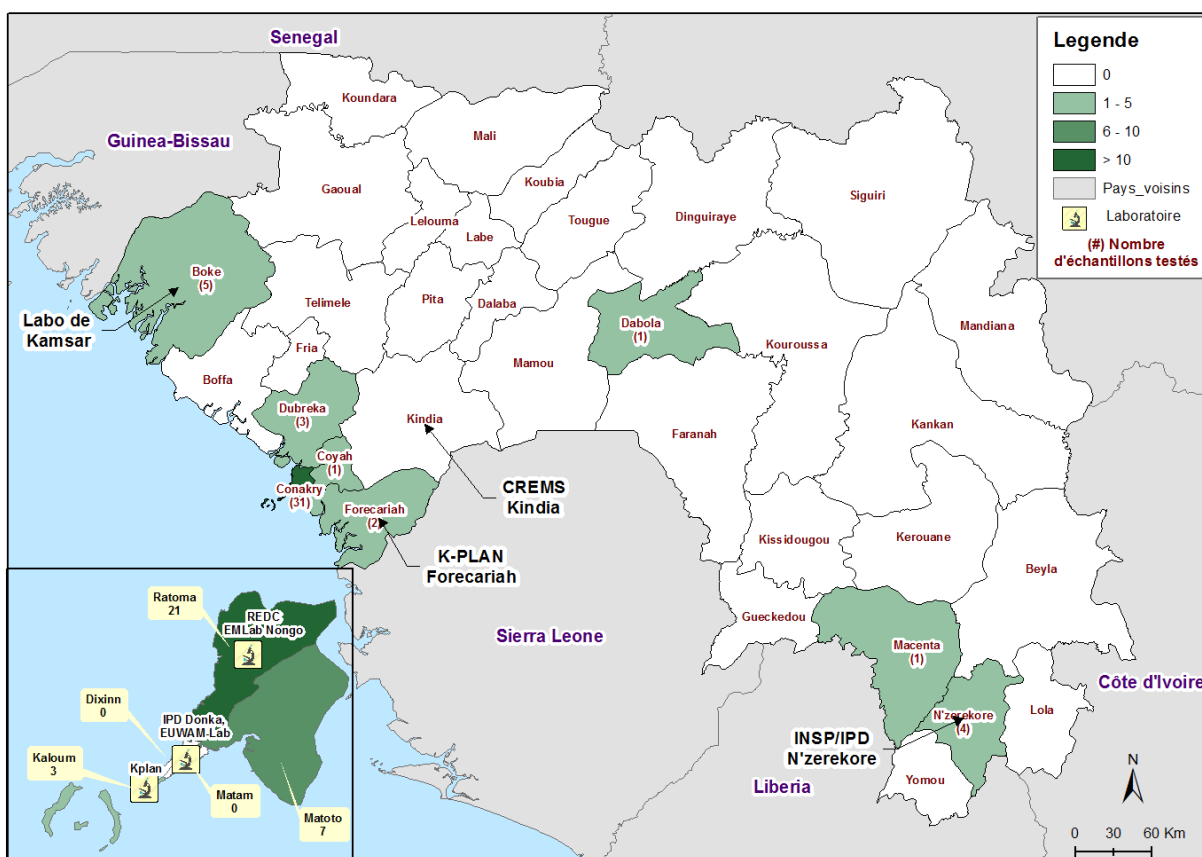 Senegal
Guinea-Bissau
Koundara
Mali
Koubia
Gaoual
Lelouma
Labe
Tougue
Dinguiraye
Siguiri
Boke
(5)
Telimele
Pita
Dalaba
Dabola
(1)
Kouroussa
Mandiana
Labo de
Kamsar
Fria
Boffa
Mamou
Dubreka
(3)
Kindia
Faranah
Kankan
Coyah
(1)
Conakry
(31)
Forecariah
(2)
CREMS
Kindia
K-PLAN
Forecariah
Kissidougou
Kerouane
Beyla
Gueckedou
Sierra Leone
Macenta
(1)
Côte d'Ivoire
N'zerekore
(4)
Lola
INSP/IPD
N'zerekore
Yomou
Liberia
Legende
0
1 - 5
6 - 10
> 10
Pays_voisins
Laboratoire
(#) Nombre
d'échantillons testés
Ratoma
21
REDC
EMLab Nongo
Dixinn
0
IPD Donka,
EUWAM-Lab
Kaloum
3
Kplan
Matam
0
Matoto
7
N
0 30 60 Km